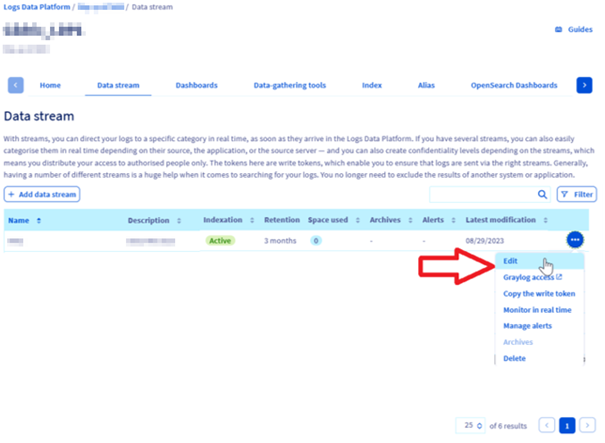 Logs Data Platform / / Data stream
Guides
Home Data stream Dashboards Data-gathering tools Index Alias OpenSearch Dashboards
Data stream
With streams, you can direct your logs to a specific category in real time, as soon as they arrive in the Logs Data Platform. If you have several streams, you can also easily
categorise them in real time depending on their source, the application, or the source server — and you can also create confidentiality levels depending on the streams, which
means you distribute your access to authorised people only. The tokens here are write tokens, which enable you to ensure that logs are sent via the right streams. Generally,
having a number of different streams is a huge help when it comes to searching for your logs. You no longer need to exclude the results of another system or application.
+ Add data stream Filter
Name Description Indexation Retention Space used Archives Alerts Latest modification
Active 3 months 0 - - 08/29/2023
Edit
Graylog access
Copy the write token
Monitor in real time
Manage alerts
Archives
Delete
25 of 6 results 1